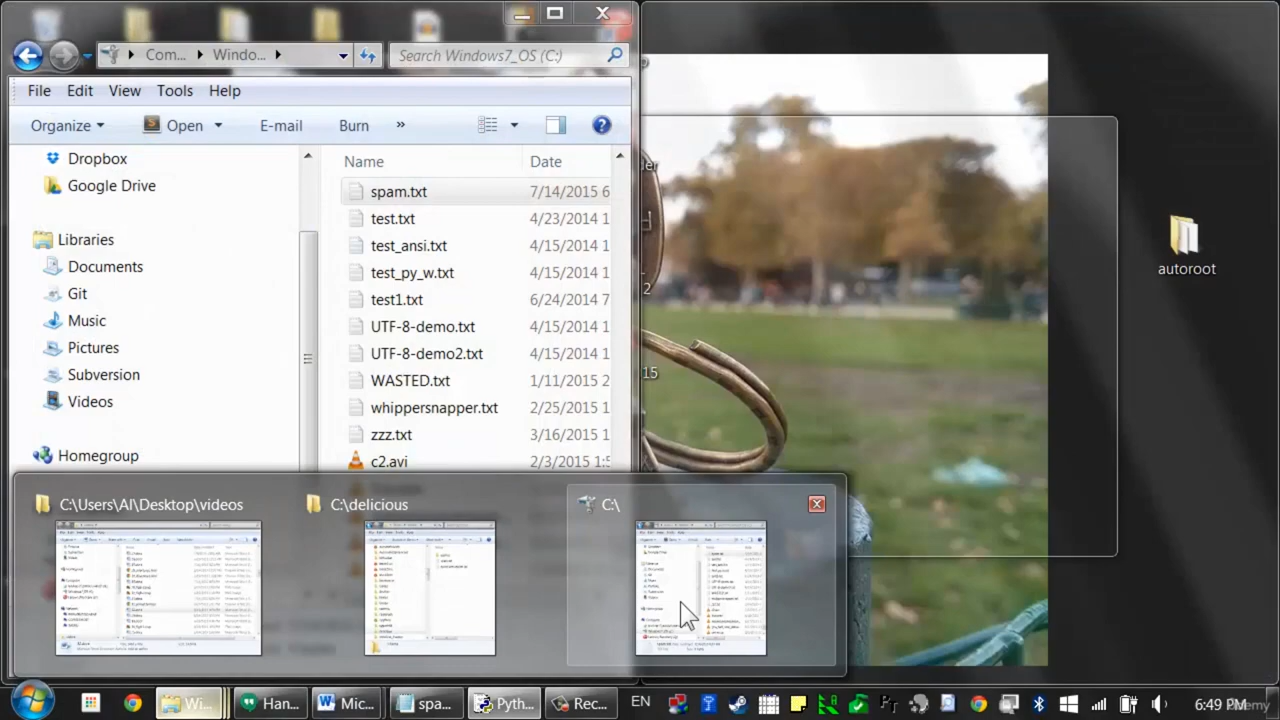 Com... Windo...
Search Windows7_OS (C:)
File Edit View Tools Help
Organize Open E-mail Burn »
Dropbox
Google Drive
Libraries
Documents
Git
Music
Pictures
Subversion
Videos
Homegroup
Name Date
spam.txt 7/14/2015 6
test.txt 4/23/2014 1
test_ansi.txt 4/15/2014 1
test_py_w.txt 4/15/2014 1
test1.txt 6/24/2014 7
UTF-8-demo.txt 4/15/2014 1
UTF-8-demo2.txt 4/15/2014 1
WASTED.txt 1/11/2015 2
whippersnapper.txt 2/25/2015 1
zzz.txt 3/16/2015 1
c2.avi 2/3/2015 1:5
2
15
autoroot
C:\Users\Al\Desktop\videos
C:\delicious
C:\
Wi... Han... Mic... spa... Pyth... Rec... EN 6:49 PM
Udemy